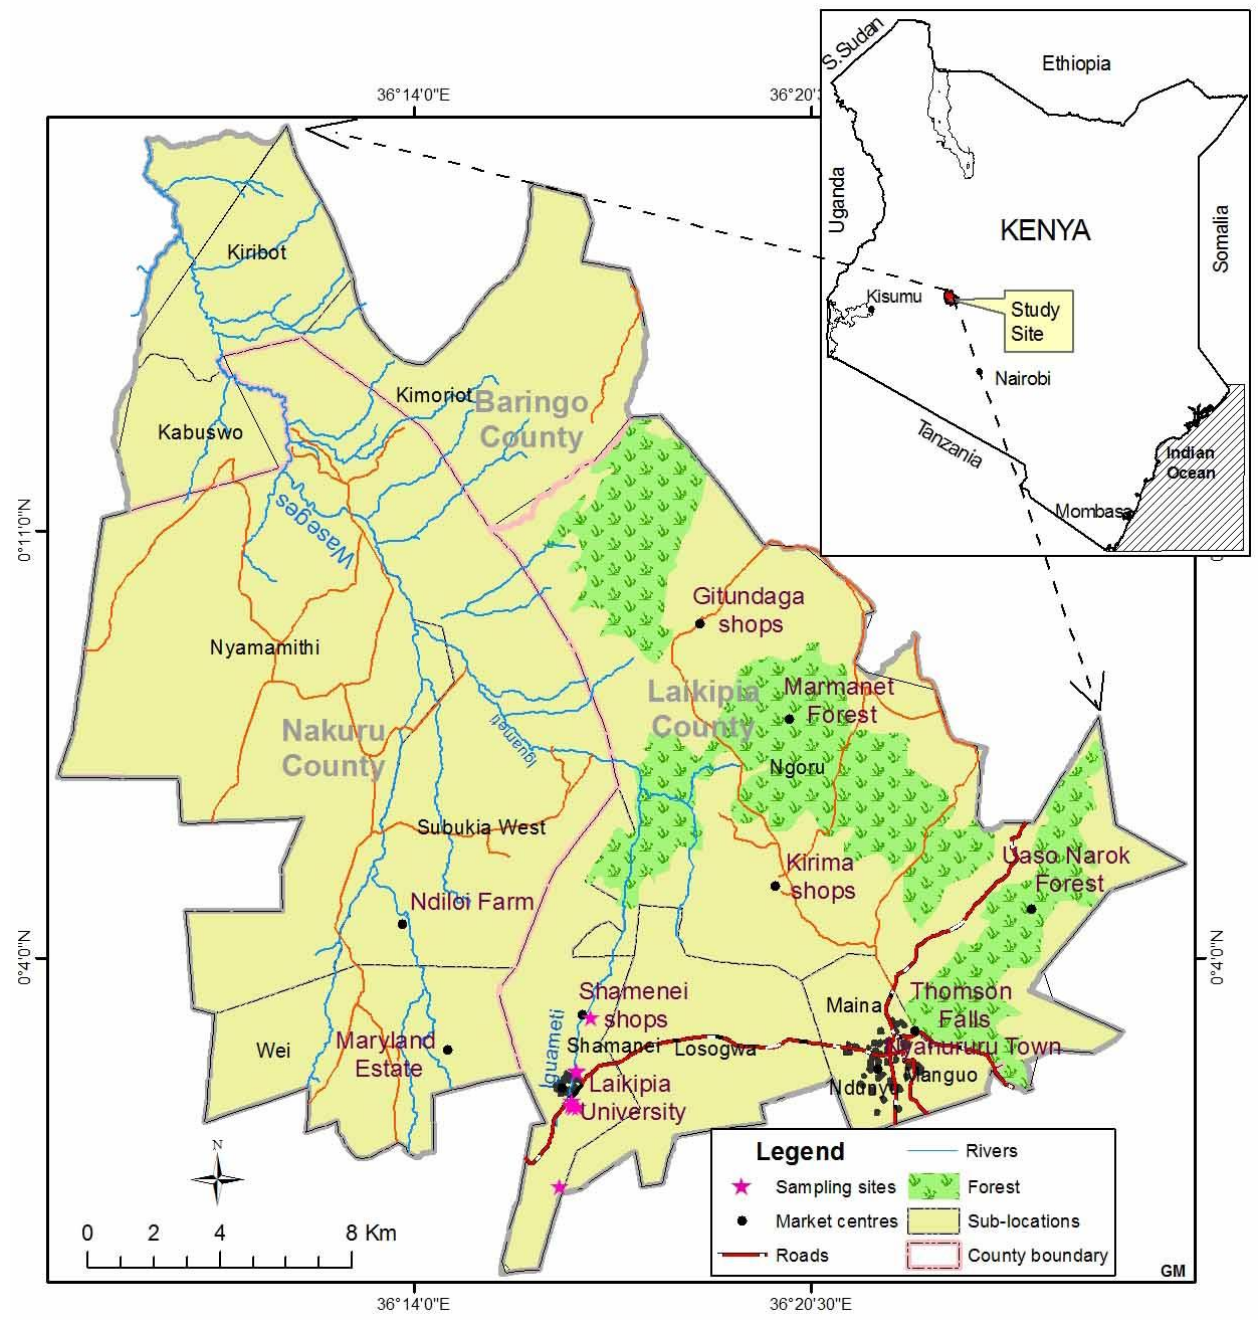 36°14'0"E
36°20'3
S.Sudan
Ethiopia
Uganda
KENYA
Somalia
Kisumu
Study
Site
Nairobi
Tanzania
Indian
Ocean
Mombasa
Kiribot
Kimoriot
Baringo
County
Kabuswo
0°11'0"N
Waseges
Gitundaga
shops
Nyamamithi
Laikipia
County
Marmanet
Forest
Nakuru
County
Iguameti
Ngoru
Subukia West
Kirima
shops
Uaso Narok
Forest
Ndiloi Farm
0°4'0"N
0°4'0"N
Shamenei
shops
Maina
Thomson
Falls
Iguameti
Wei
Maryland
Estate
Shamanei
Losogwa
Nyahururu Town
Laikipia
University
Ndunyu
Manguo
N
0 2 4 8 Km
Legend
Sampling sites
Market centres
Roads
Rivers
Forest
Sub-locations
County boundary
GM
36°14'0"E
36°20'30"E